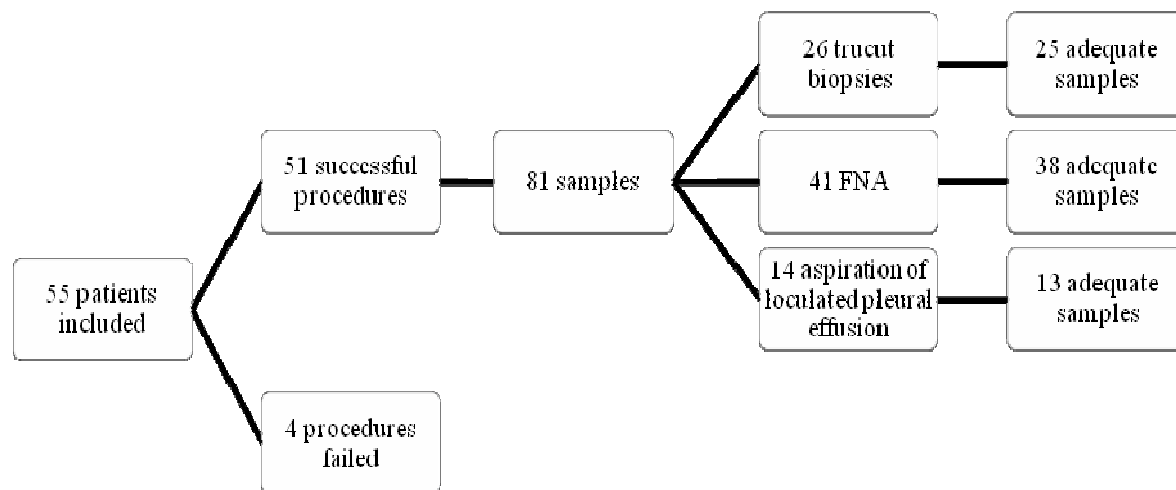 55 patients
included
51 successful
procedures
4 procedures
failed
81 samples
26 trucut
biopsies
25 adequate
samples
41 FNA
38 adequate
samples
14 aspiration of
loculated pleural
effusion
13 adequate
samples